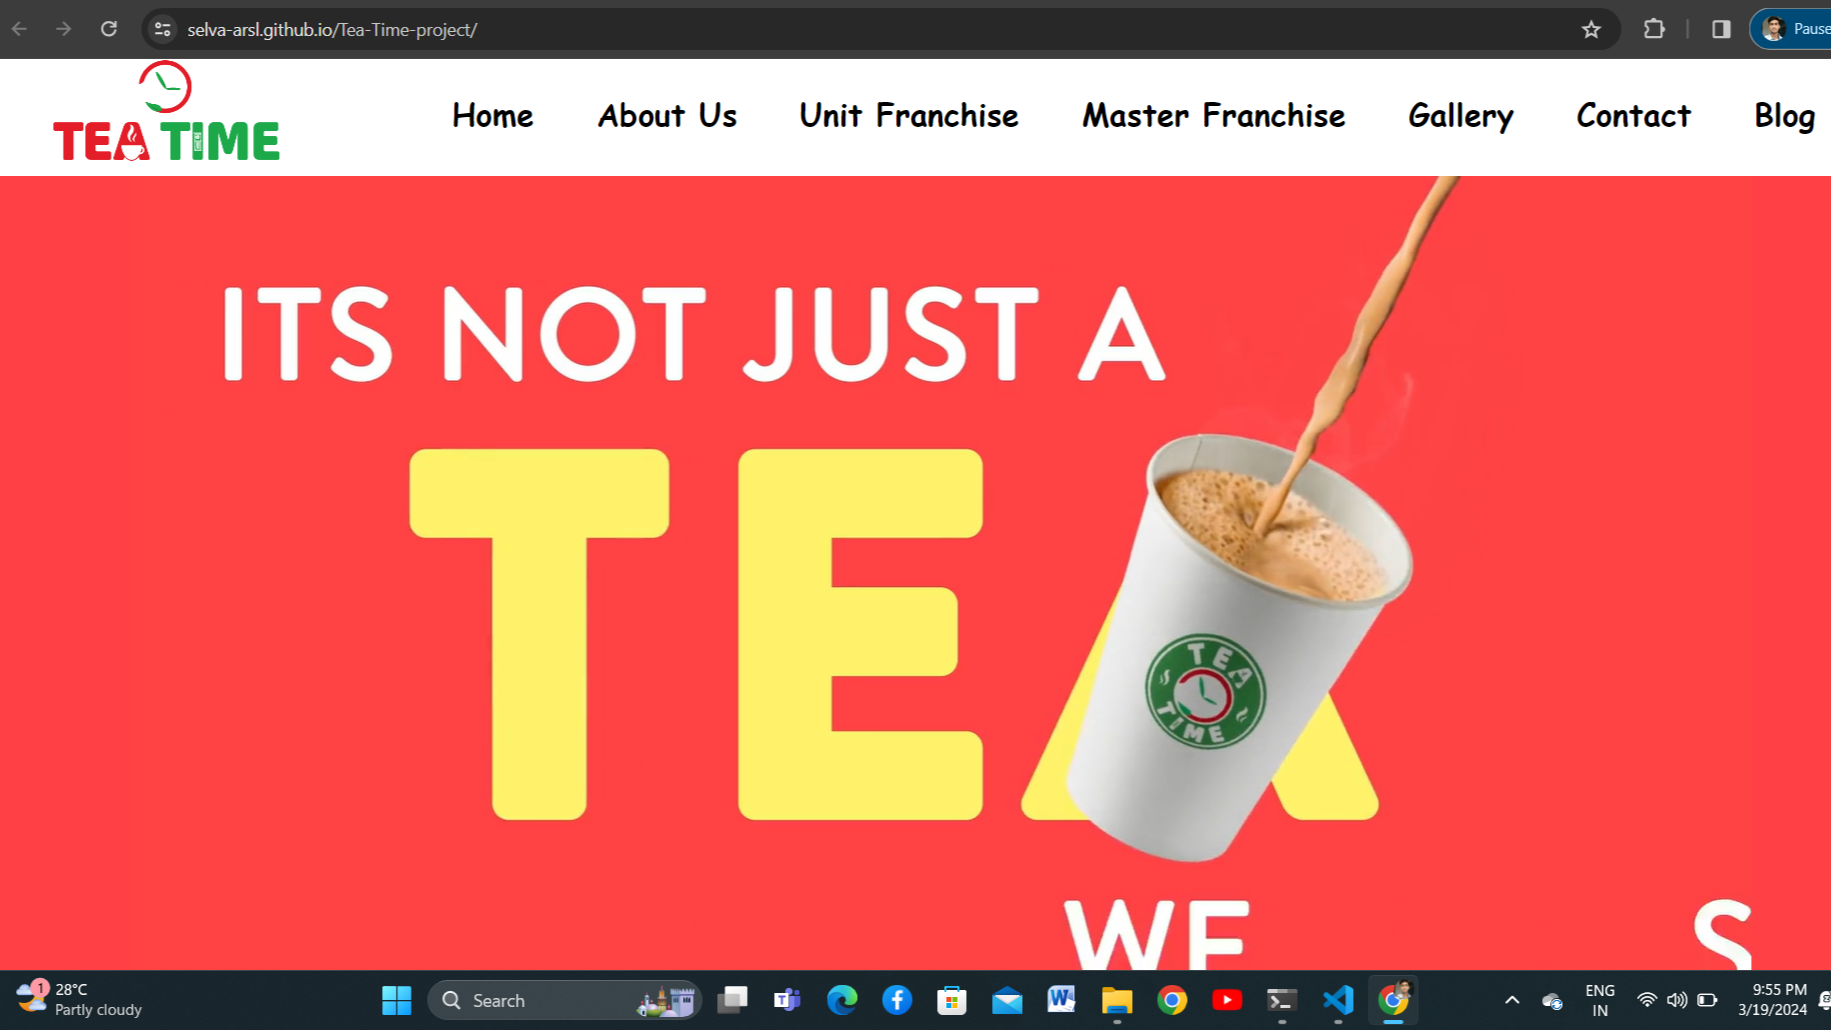 selva-arsl.github.io/Tea-Time-project/
Pause
TEA TIME
Home About Us Unit Franchise Master Franchise Gallery Contact Blog
ITS NOT JUST A
TEA
TEA
TIME
WE S
1
28°C
Partly cloudy
Search
ENG
IN
9:55 PM
3/19/2024